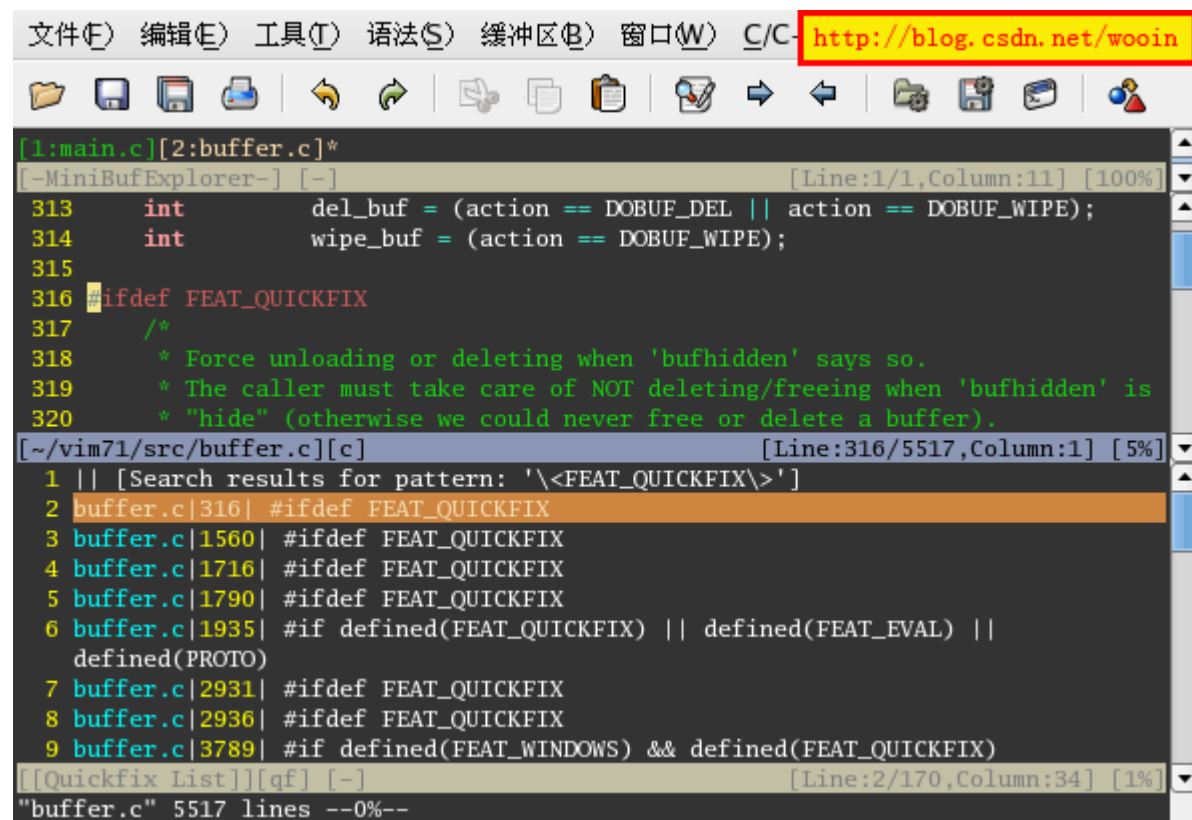 文件(F) 编辑(E) 工具(T) 语法(S) 缓冲区(B) 窗口(W) C/C- http://blog.csdn.net/wooin
[1:main.c][2:buffer.c]*
[-MiniBufExplorer-] [-] [Line:1/1,Column:11] [100%]
313 int del_buf = (action == DOBUF_DEL || action == DOBUF_WIPE);
314 int wipe_buf = (action == DOBUF_WIPE);
315
316 #ifdef FEAT_QUICKFIX
317 /*
318 * Force unloading or deleting when 'bufhidden' says so.
319 * The caller must take care of NOT deleting/freeing when 'bufhidden' is
320 * "hide" (otherwise we could never free or delete a buffer).
[~/vim71/src/buffer.c][c] [Line:316/5517,Column:1] [5%]
1 || [Search results for pattern: '\<FEAT_QUICKFIX\>']
2 buffer.c|316| #ifdef FEAT_QUICKFIX
3 buffer.c|1560| #ifdef FEAT_QUICKFIX
4 buffer.c|1716| #ifdef FEAT_QUICKFIX
5 buffer.c|1790| #ifdef FEAT_QUICKFIX
6 buffer.c|1935| #if defined(FEAT_QUICKFIX) || defined(FEAT_EVAL) ||
defined(PROTO)
7 buffer.c|2931| #ifdef FEAT_QUICKFIX
8 buffer.c|2936| #ifdef FEAT_QUICKFIX
9 buffer.c|3789| #if defined(FEAT_WINDOWS) && defined(FEAT_QUICKFIX)
[[Quickfix List]][qf] [-] [Line:2/170,Column:34] [1%]
"buffer.c" 5517 lines --0%--